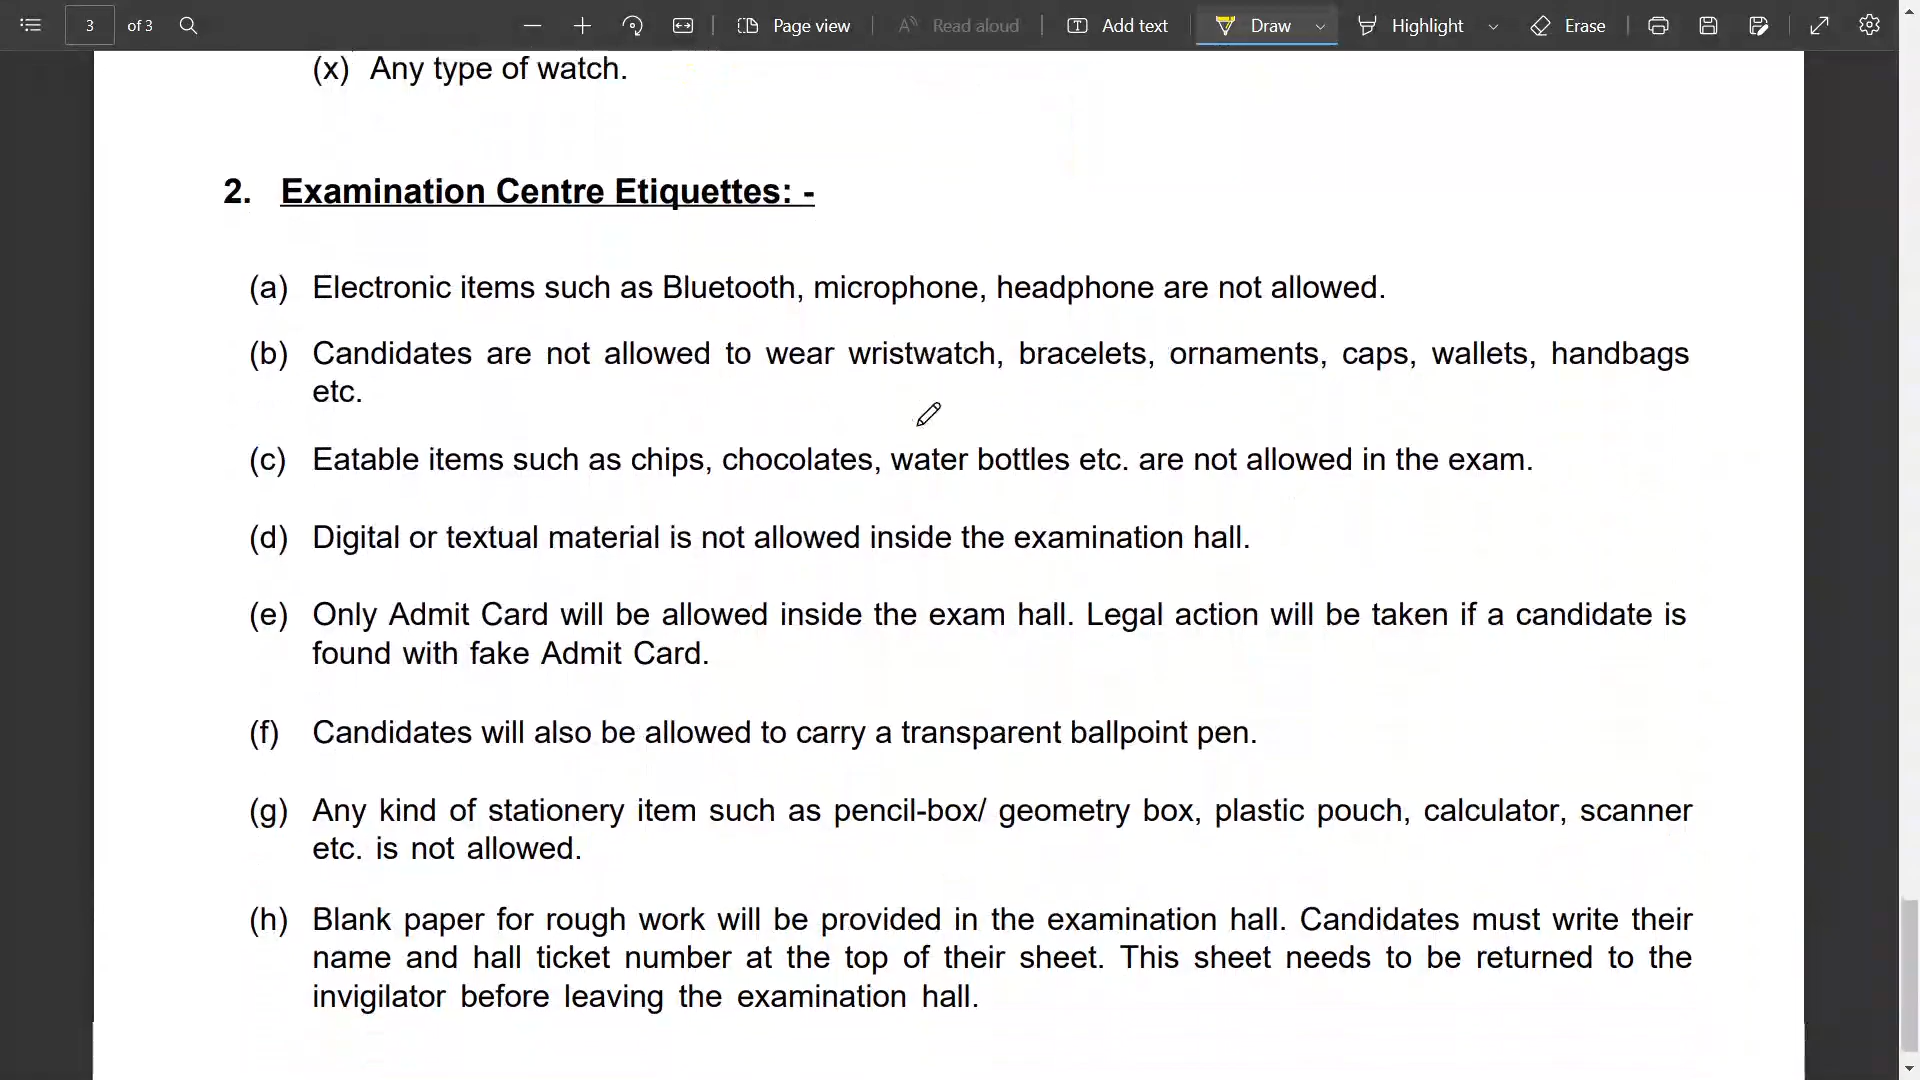 3 of 3 Page view Read aloud Add text Draw Highlight Erase
(x) Any type of watch.
2. Examination Centre Etiquettes: -
(a) Electronic items such as Bluetooth, microphone, headphone are not allowed.
(b) Candidates are not allowed to wear wristwatch, bracelets, ornaments, caps, wallets, handbags
etc.
(c) Eatable items such as chips, chocolates, water bottles etc. are not allowed in the exam.
(d) Digital or textual material is not allowed inside the examination hall.
(e) Only Admit Card will be allowed inside the exam hall. Legal action will be taken if a candidate is
found with fake Admit Card.
(f) Candidates will also be allowed to carry a transparent ballpoint pen.
(g) Any kind of stationery item such as pencil-box/ geometry box, plastic pouch, calculator, scanner
etc. is not allowed.
(h) Blank paper for rough work will be provided in the examination hall. Candidates must write their
name and hall ticket number at the top of their sheet. This sheet needs to be returned to the
invigilator before leaving the examination hall.